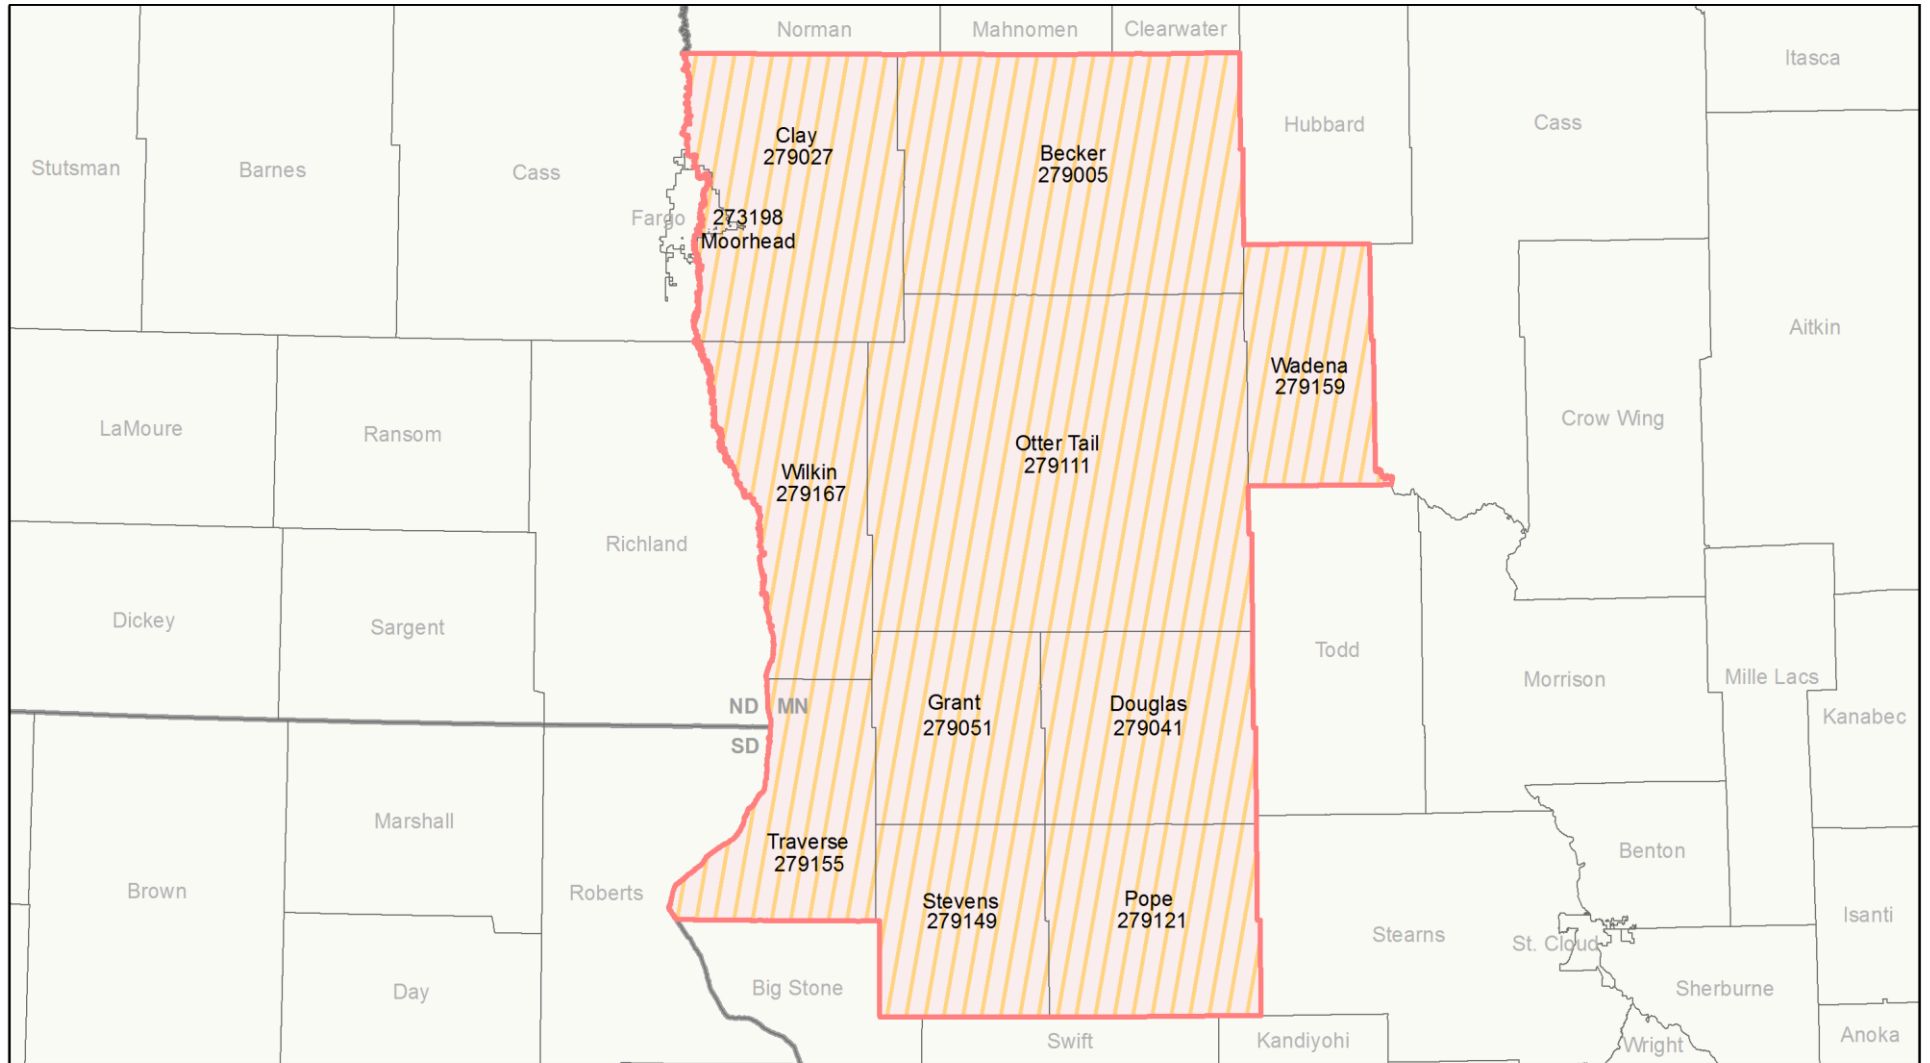 Norman
Mahnomen
Clearwater
Itasca
Hubbard
Cass
Clay
279027
Becker
279005
Stutsman
Barnes
Cass
Fargo
273198
Moorhead
Aitkin
Wadena
279159
LaMoure
Ransom
Crow Wing
Otter Tail
279111
Wilkin
279167
Richland
Dickey
Sargent
Todd
Morrison
Mille Lacs
Kanabec
ND
MN
SD
Grant
279051
Douglas
279041
Marshall
Traverse
279155
Benton
Brown
Roberts
Stevens
279149
Pope
279121
Stearns
St. Cloud
Isanti
Day
Big Stone
Sherburne
Swift
Kandiyohi
Wright
Anoka